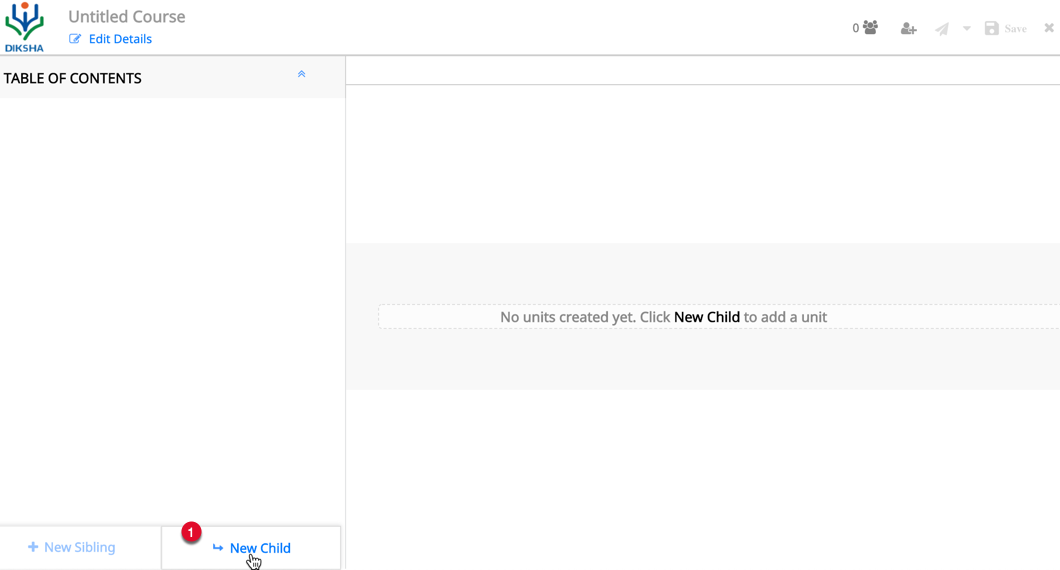 Untitled Course
Edit Details
DIKSHA
0
Save
TABLE OF CONTENTS
No units created yet. Click New Child to add a unit
New Sibling
1
New Child